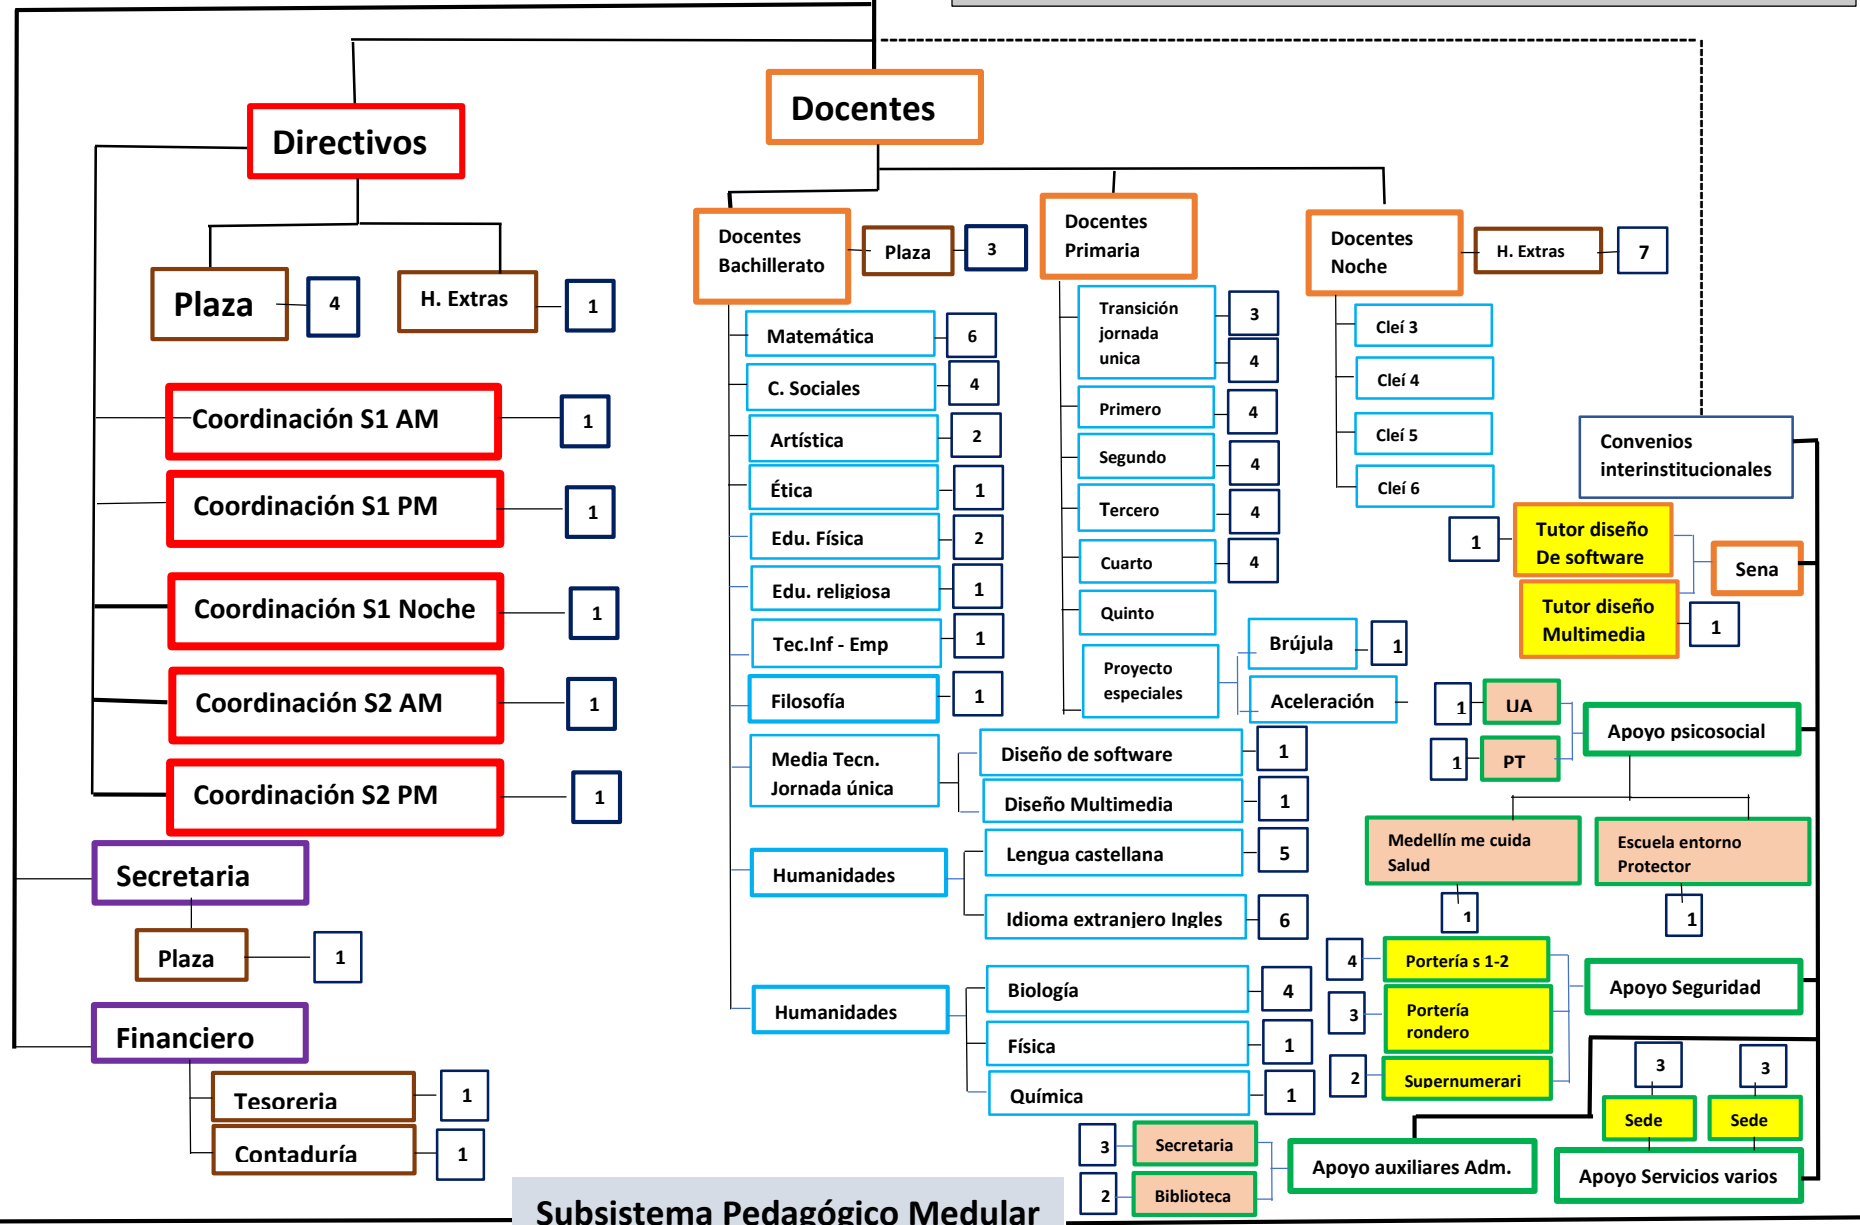 Directivos
Plaza
4
H. Extras
1
Coordinación S1 AM
1
Coordinación S1 PM
1
Coordinación S1 Noche
1
Coordinación S2 AM
1
Coordinación S2 PM
1
Secretaria
Plaza
1
Financiero
Tesoreria
1
Contaduría
1
Docentes
Docentes
Bachillerato
Plaza
3
Matemática
6
C. Sociales
4
Artística
2
Ética
1
Edu. Física
2
Edu. religiosa
1
Tec.Inf - Emp
1
Filosofía
1
Media Tecn.
Jornada única
Diseño de software
1
Diseño Multimedia
1
Humanidades
Lengua castellana
5
Idioma extranjero Ingles
6
Humanidades
Biología
4
Física
1
Química
1
Docentes
Primaria
Transición
jornada
unica
3
4
Primero
4
Segundo
4
Tercero
4
Cuarto
4
Quinto
Proyecto
especiales
Brújula
1
Aceleración
Docentes
Noche
H. Extras
7
Cleí 3
Cleí 4
Cleí 5
Cleí 6
Convenios
interinstitucionales
Sena
1
Tutor diseño
De software
Tutor diseño
Multimedia
1
Apoyo psicosocial
1
UA
1
PT
Medellín me cuida
Salud
1
Escuela entorno
Protector
1
Apoyo Seguridad
4
Portería s 1-2
3
Portería
rondero
2
Supernumerari
3
3
Sede
Sede
Apoyo Servicios varios
Apoyo auxiliares Adm.
3
Secretaria
2
Biblioteca
Subsistema Pedagógico Medular